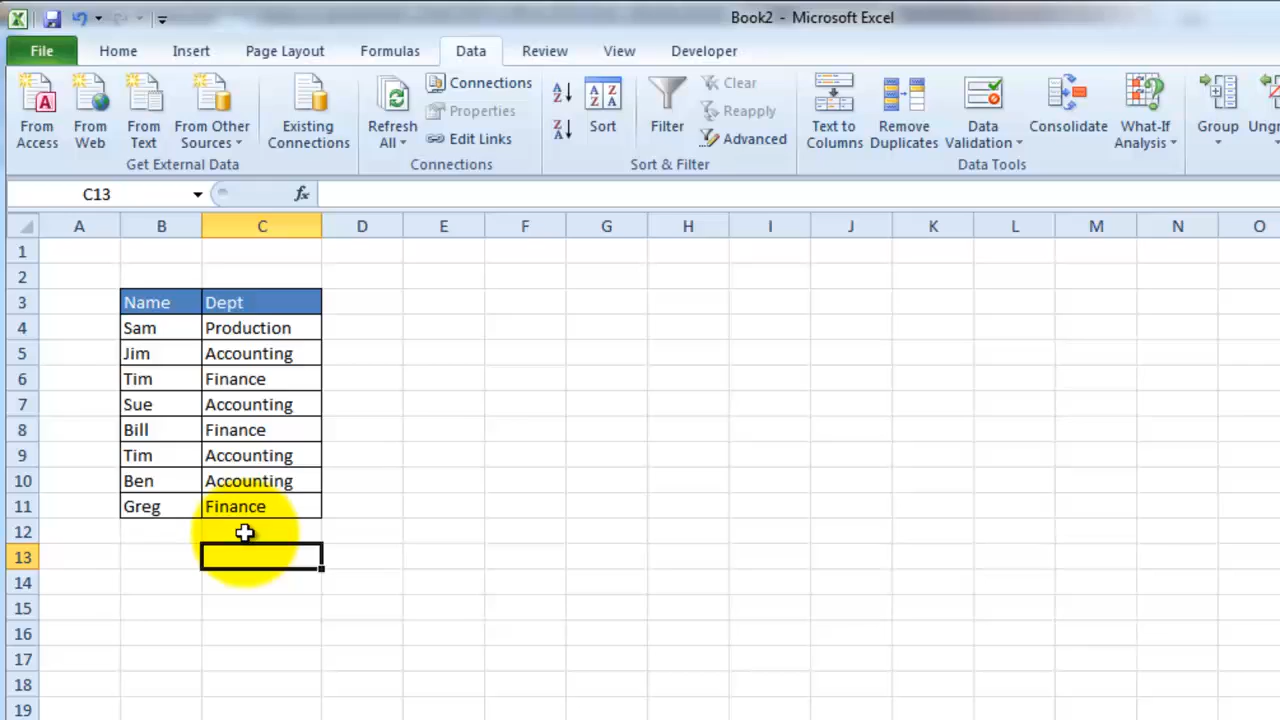 Book2 - Microsoft Excel
File Home Insert Page Layout Formulas Data Review View Developer
From Access
From Web
From Text
From Other Sources
Existing Connections
Get External Data
Refresh All
Connections
Properties
Edit Links
Connections
Sort
Filter
Clear
Reapply
Advanced
Sort & Filter
Text to Columns
Remove Duplicates
Data Validation
Consolidate
What-If Analysis
Data Tools
Group
C13 fx
A B C D E F G H I J K L M N O
1
2
3 Name Dept
4 Sam Production
5 Jim Accounting
6 Tim Finance
7 Sue Accounting
8 Bill Finance
9 Tim Accounting
10 Ben Accounting
11 Greg Finance
12
13
14
15
16
17
18
19